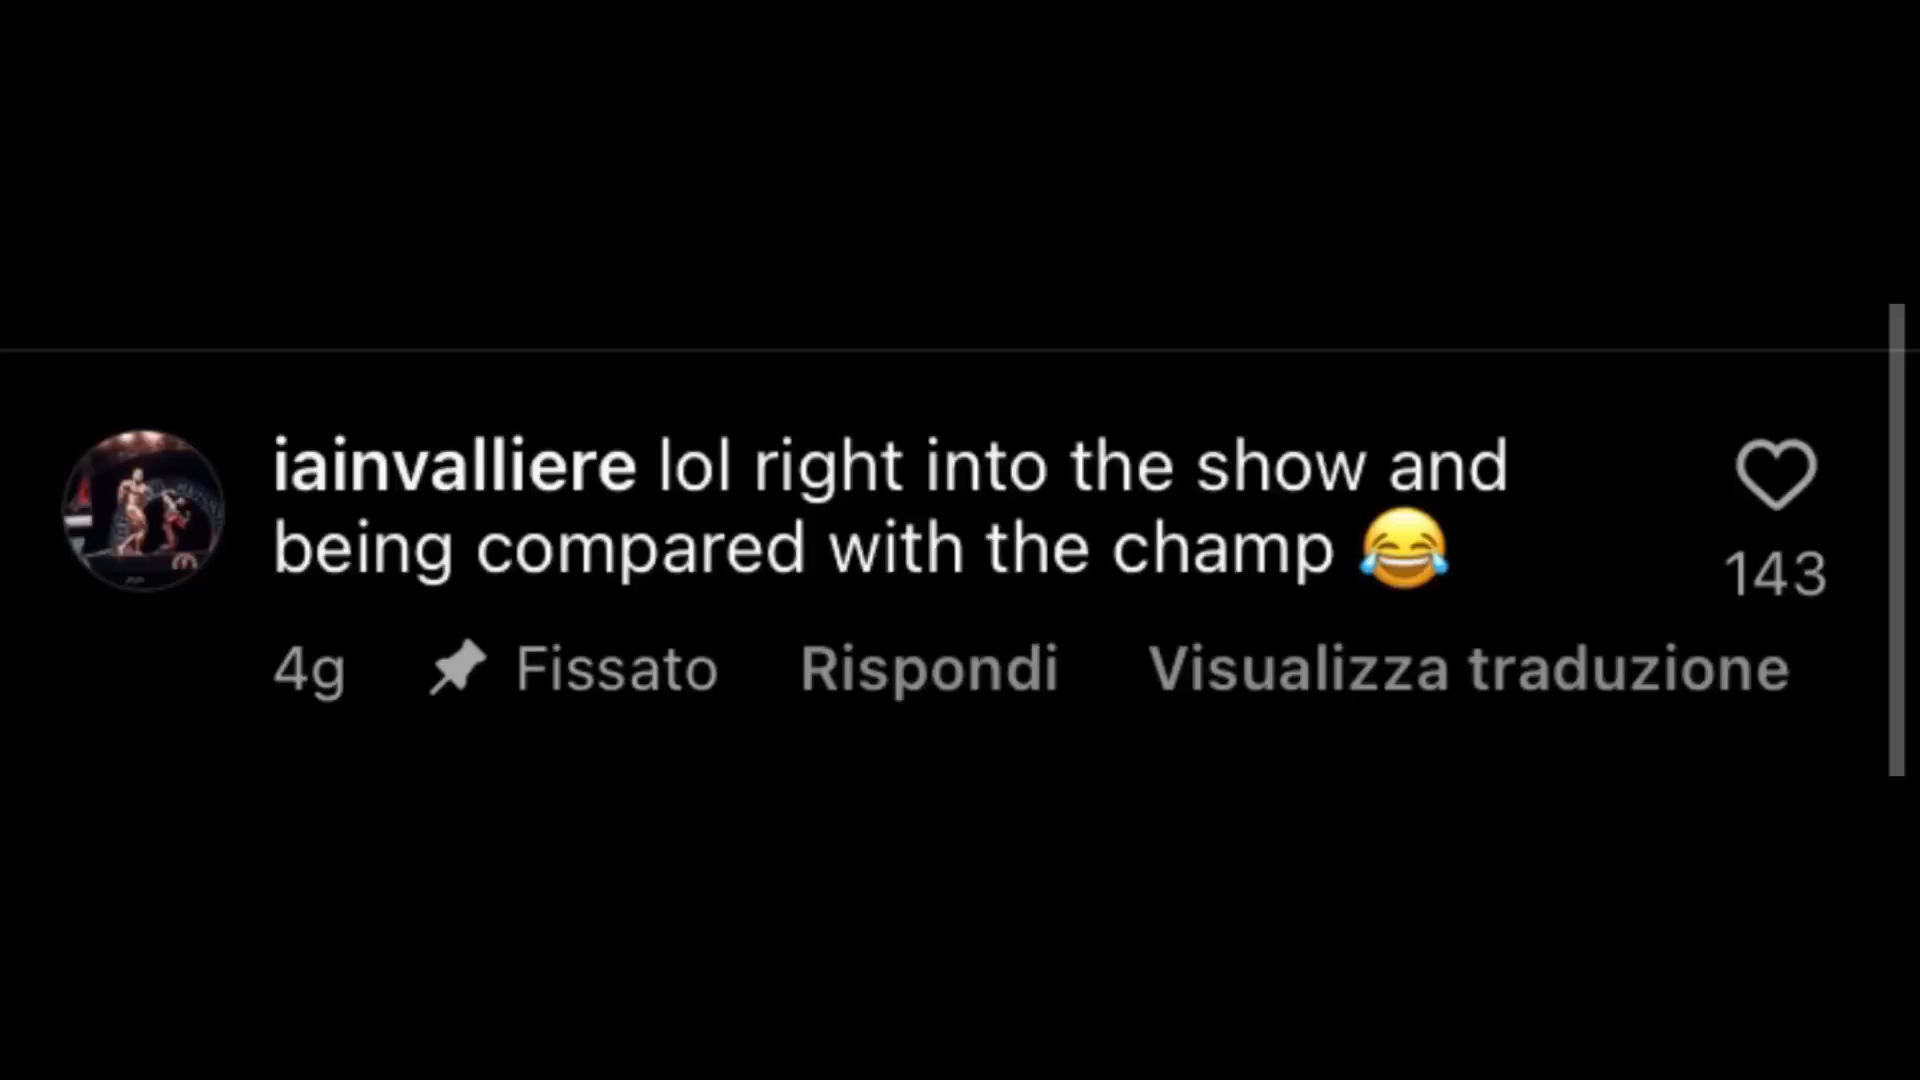 iainvalliere lol right into the show and
being compared with the champ 😂
143
4g Fissato Rispondi Visualizza traduzione